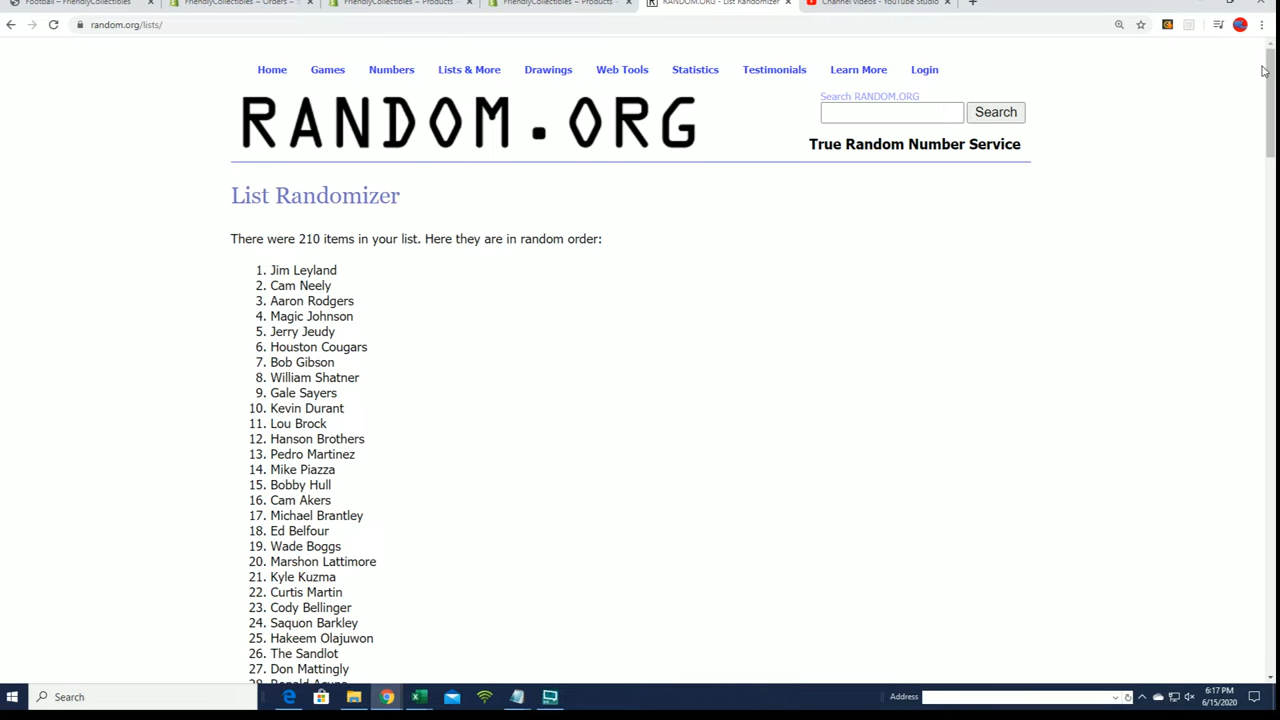 Football – FriendlyCollectibles
FriendlyCollectibles ~ Orders ~
FriendlyCollectibles ~ Products ~
FriendlyCollectibles ~ Products ~
RANDOM.ORG - List Randomizer
Channel videos - YouTube Studio
random.org/lists/
Home Games Numbers Lists & More Drawings Web Tools Statistics Testimonials Learn More Login
RANDOM.ORG
Search RANDOM.ORG
Search
True Random Number Service
List Randomizer
There were 210 items in your list. Here they are in random order:
1. Jim Leyland
2. Cam Neely
3. Aaron Rodgers
4. Magic Johnson
5. Jerry Jeudy
6. Houston Cougars
7. Bob Gibson
8. William Shatner
9. Gale Sayers
10. Kevin Durant
11. Lou Brock
12. Hanson Brothers
13. Pedro Martinez
14. Mike Piazza
15. Bobby Hull
16. Cam Akers
17. Michael Brantley
18. Ed Belfour
19. Wade Boggs
20. Marshon Lattimore
21. Kyle Kuzma
22. Curtis Martin
23. Cody Bellinger
24. Saquon Barkley
25. Hakeem Olajuwon
26. The Sandlot
27. Don Mattingly
28. Ronald Acuna
Search
Address
6:17 PM
6/15/2020